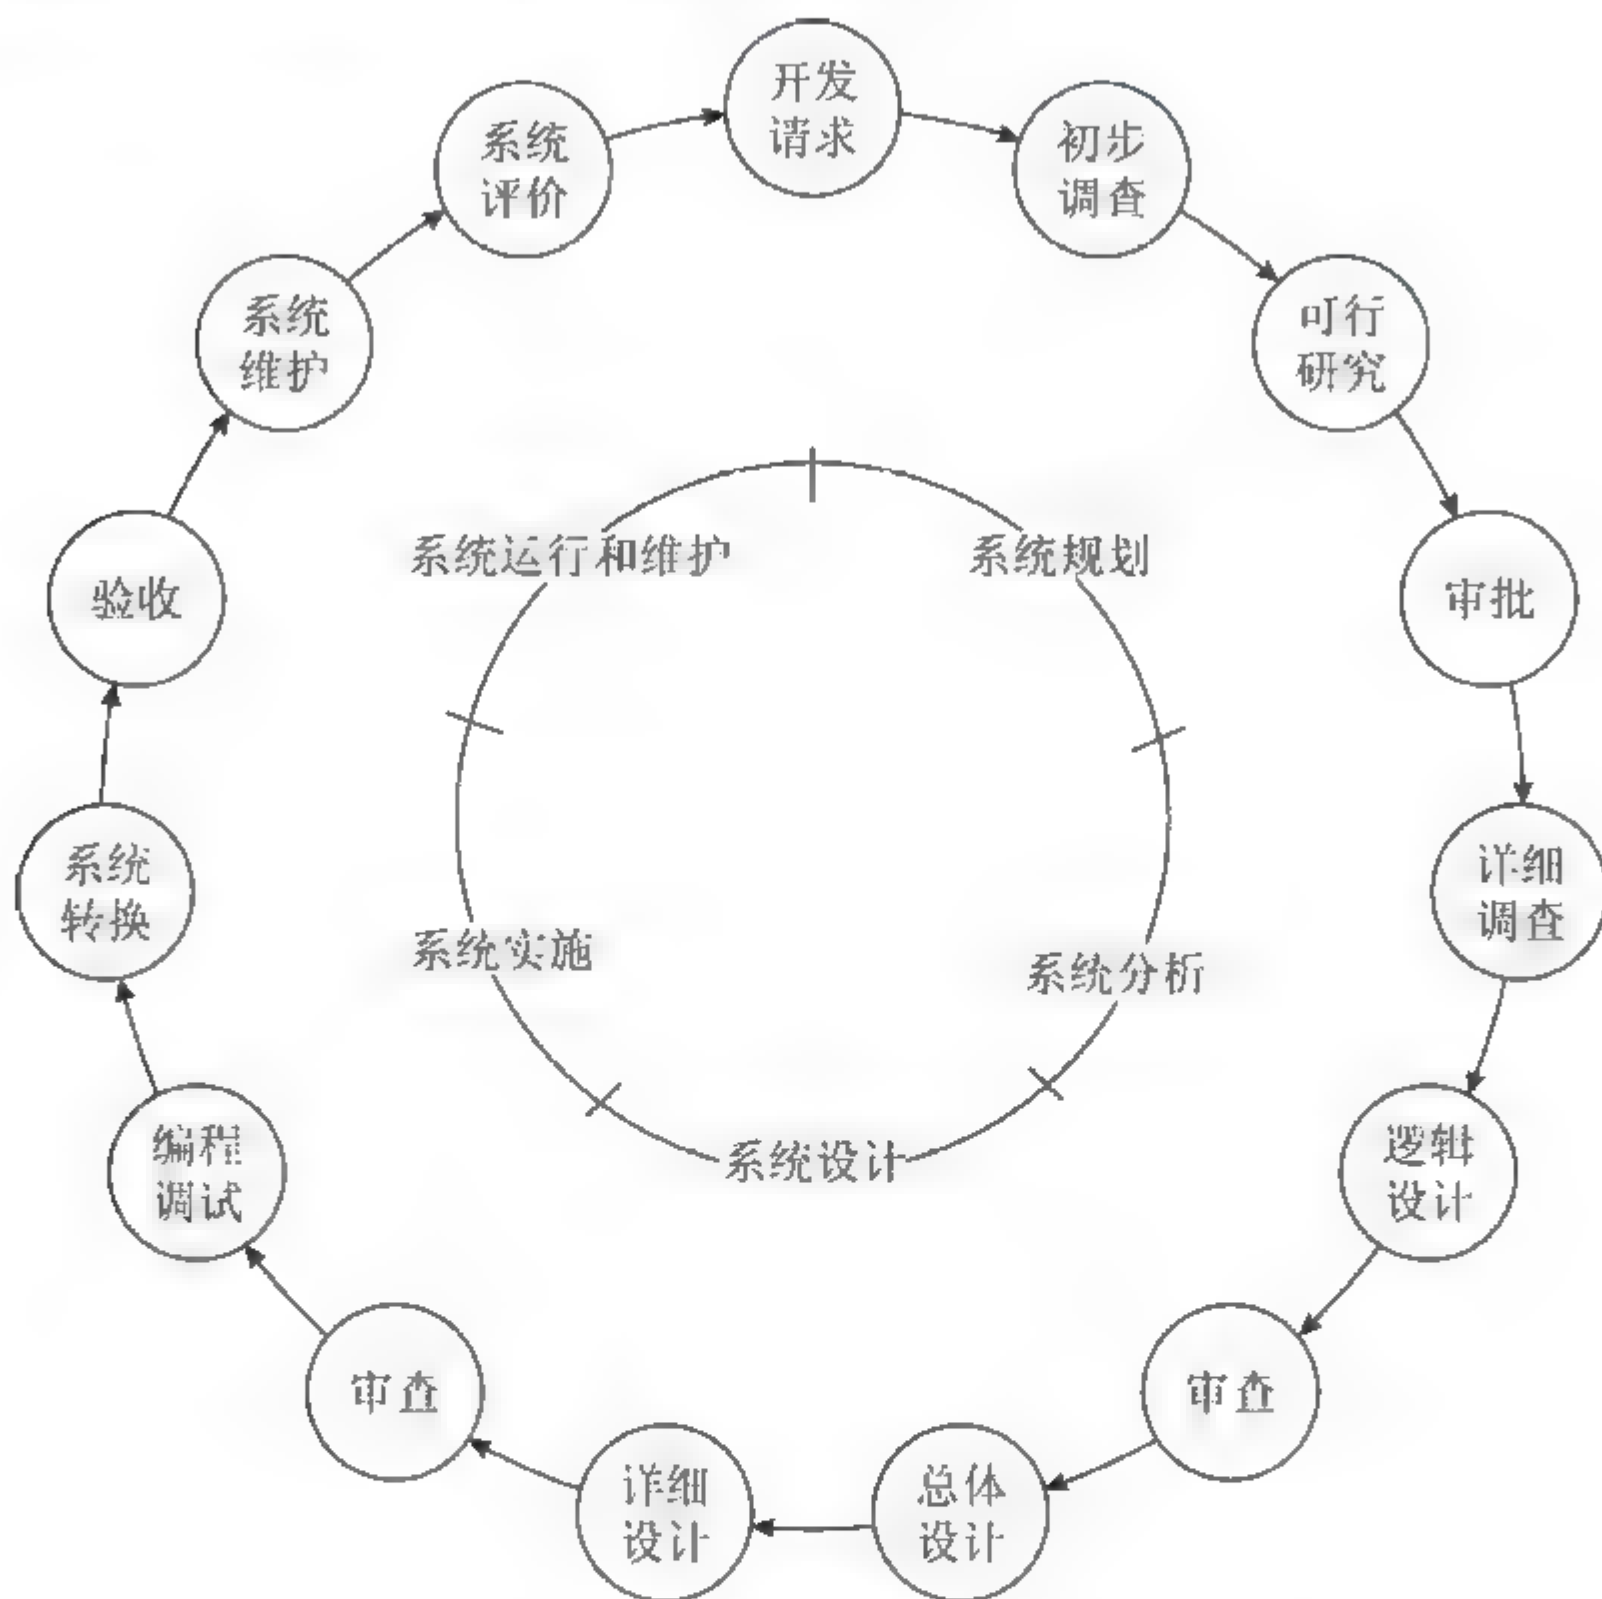 开发
请求
初步
调查
可行
研究
审批
详细
调查
逻辑
设计
审查
总体
设计
详细
设计
审查
编程
调试
系统
转换
验收
系统
维护
系统
评价
系统规划
系统分析
系统设计
系统实施
系统运行和维护